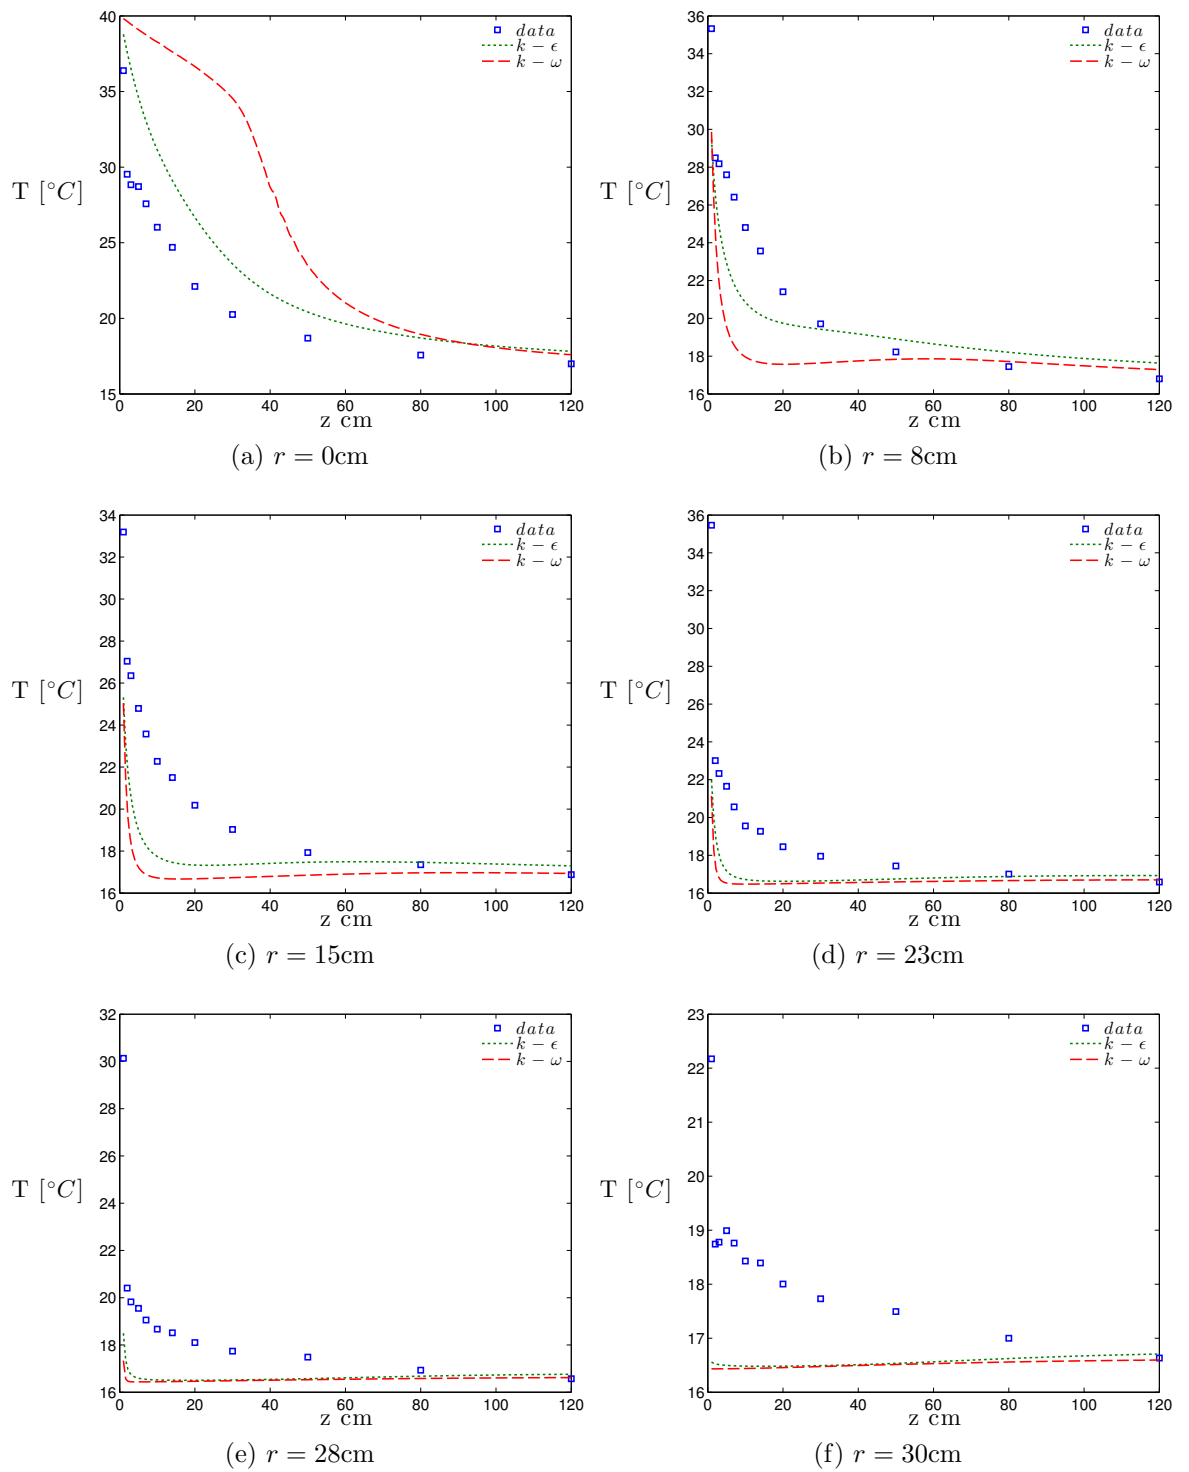 40
35
30
25
20
15
T [°C]
0 20 40 60 80 100 120
z cm
data
k − ϵ
k − ω
(a) r = 0cm
36
34
32
30
28
26
24
22
20
18
16
T [°C]
0 20 40 60 80 100 120
z cm
data
k − ϵ
k − ω
(b) r = 8cm
34
32
30
28
26
24
22
20
18
16
T [°C]
0 20 40 60 80 100 120
z cm
data
k − ϵ
k − ω
(c) r = 15cm
36
34
32
30
28
26
24
22
20
18
16
T [°C]
0 20 40 60 80 100 120
z cm
data
k − ϵ
k − ω
(d) r = 23cm
32
30
28
26
24
22
20
18
16
T [°C]
0 20 40 60 80 100 120
z cm
data
k − ϵ
k − ω
(e) r = 28cm
23
22
21
20
19
18
17
16
T [°C]
0 20 40 60 80 100 120
z cm
data
k − ϵ
k − ω
(f) r = 30cm